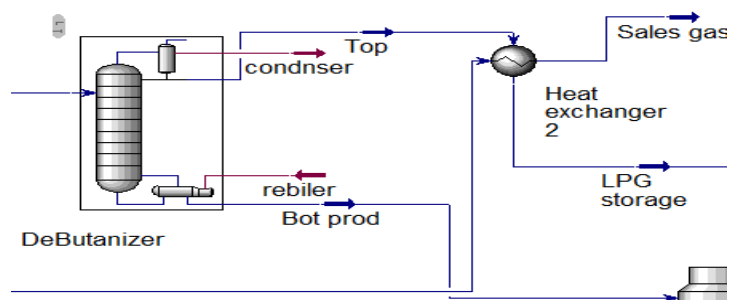 Sales gas
Top
condnser
Heat
exchanger
2
rebiler
LPG
storage
Bot prod
DeButanizer